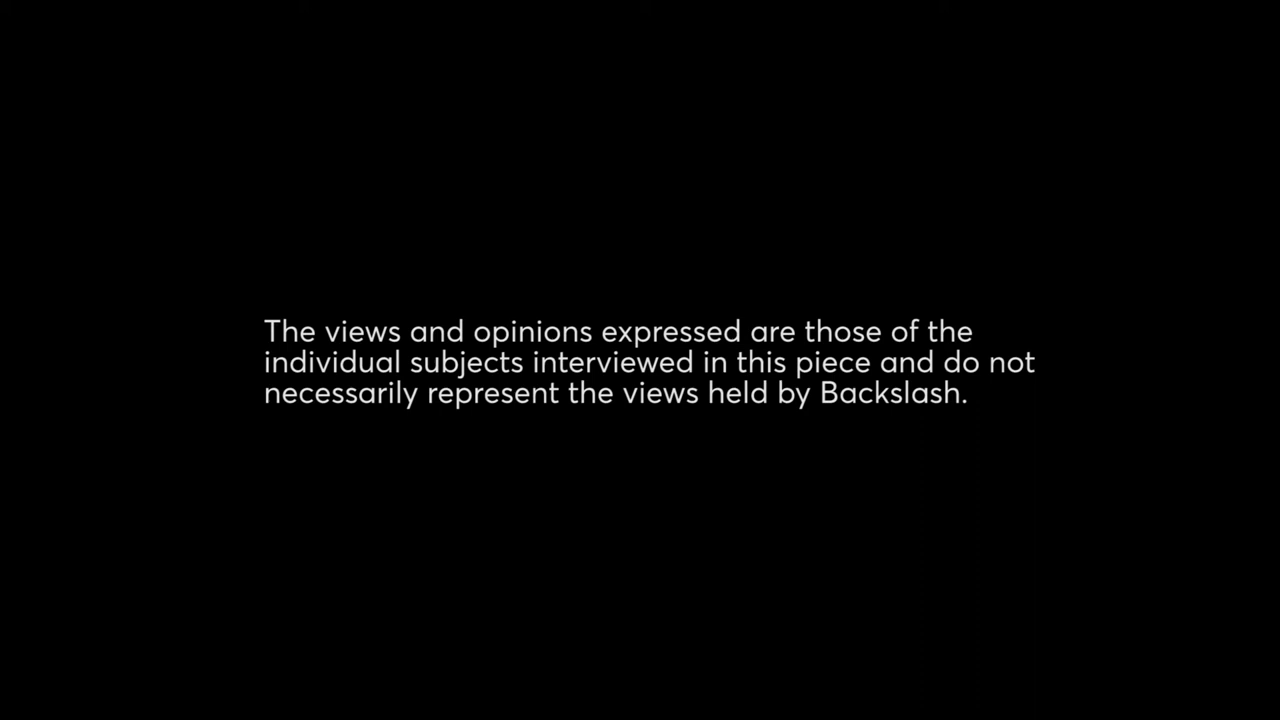 The views and opinions expressed are those of the
individual subjects interviewed in this piece and do not
necessarily represent the views held by Backslash.